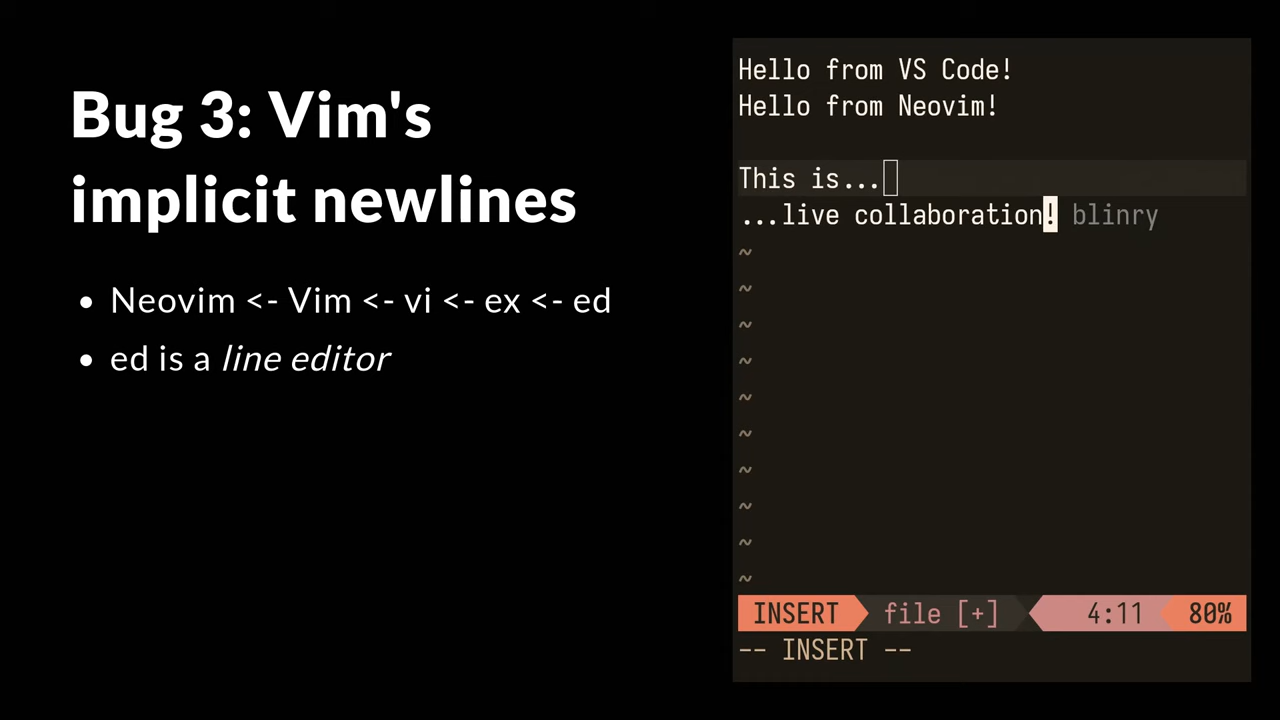 Bug 3: Vim's
implicit newlines
• Neovim <- Vim <- vi <- ex <- ed
• ed is a line editor
Hello from VS Code!
Hello from Neovim!
This is...
...live collaboration! blinry
~
~
~
~
~
~
~
~
~
~
INSERT file [+] 4:11 80%
-- INSERT --